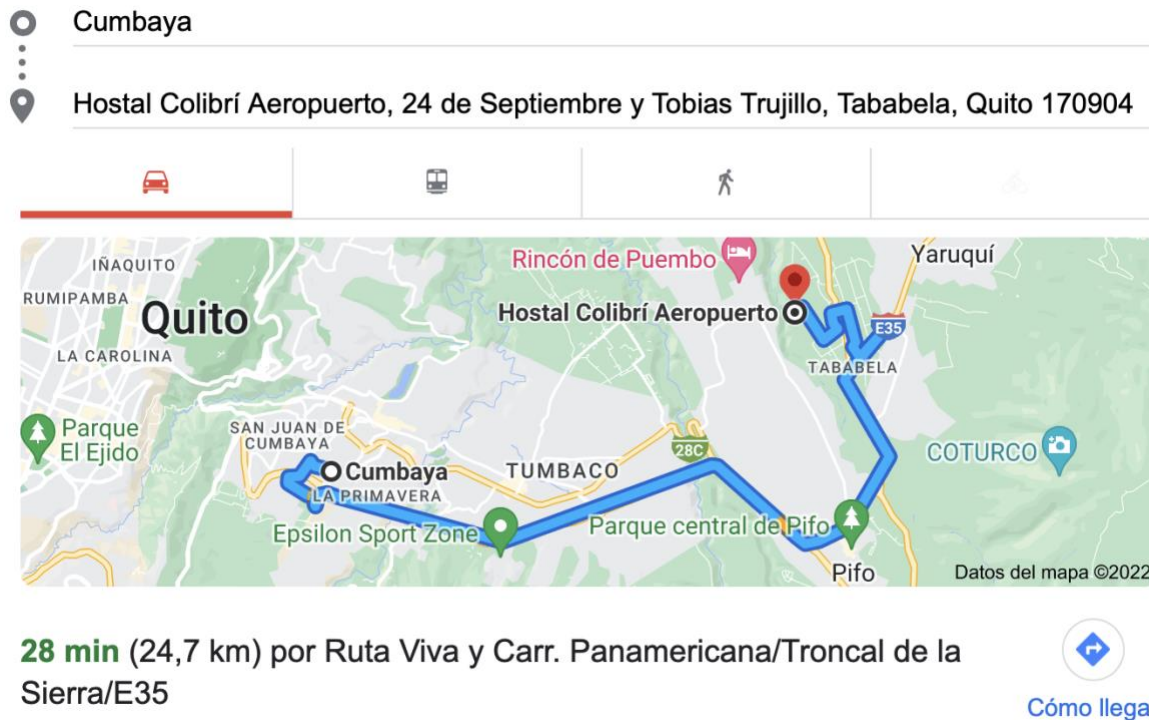 Cumbaya
Hostal Colibrí Aeropuerto, 24 de Septiembre y Tobias Trujillo, Tababela, Quito 170904
IÑAQUITO
RUMIPAMBA
Quito
LA CAROLINA
Parque
El Ejido
SAN JUAN DE
CUMBAYA
Cumbaya
LA PRIMAVERA
TUMBACO
Epsilon Sport Zone
Rincón de Puembo
Hostal Colibrí Aeropuerto
Yaruquí
E35
TABABELA
28C
COTURCO
Parque central de Pifo
Pifo
Datos del mapa ©2022
28 min (24,7 km) por Ruta Viva y Carr. Panamericana/Troncal de la
Sierra/E35
Cómo llega